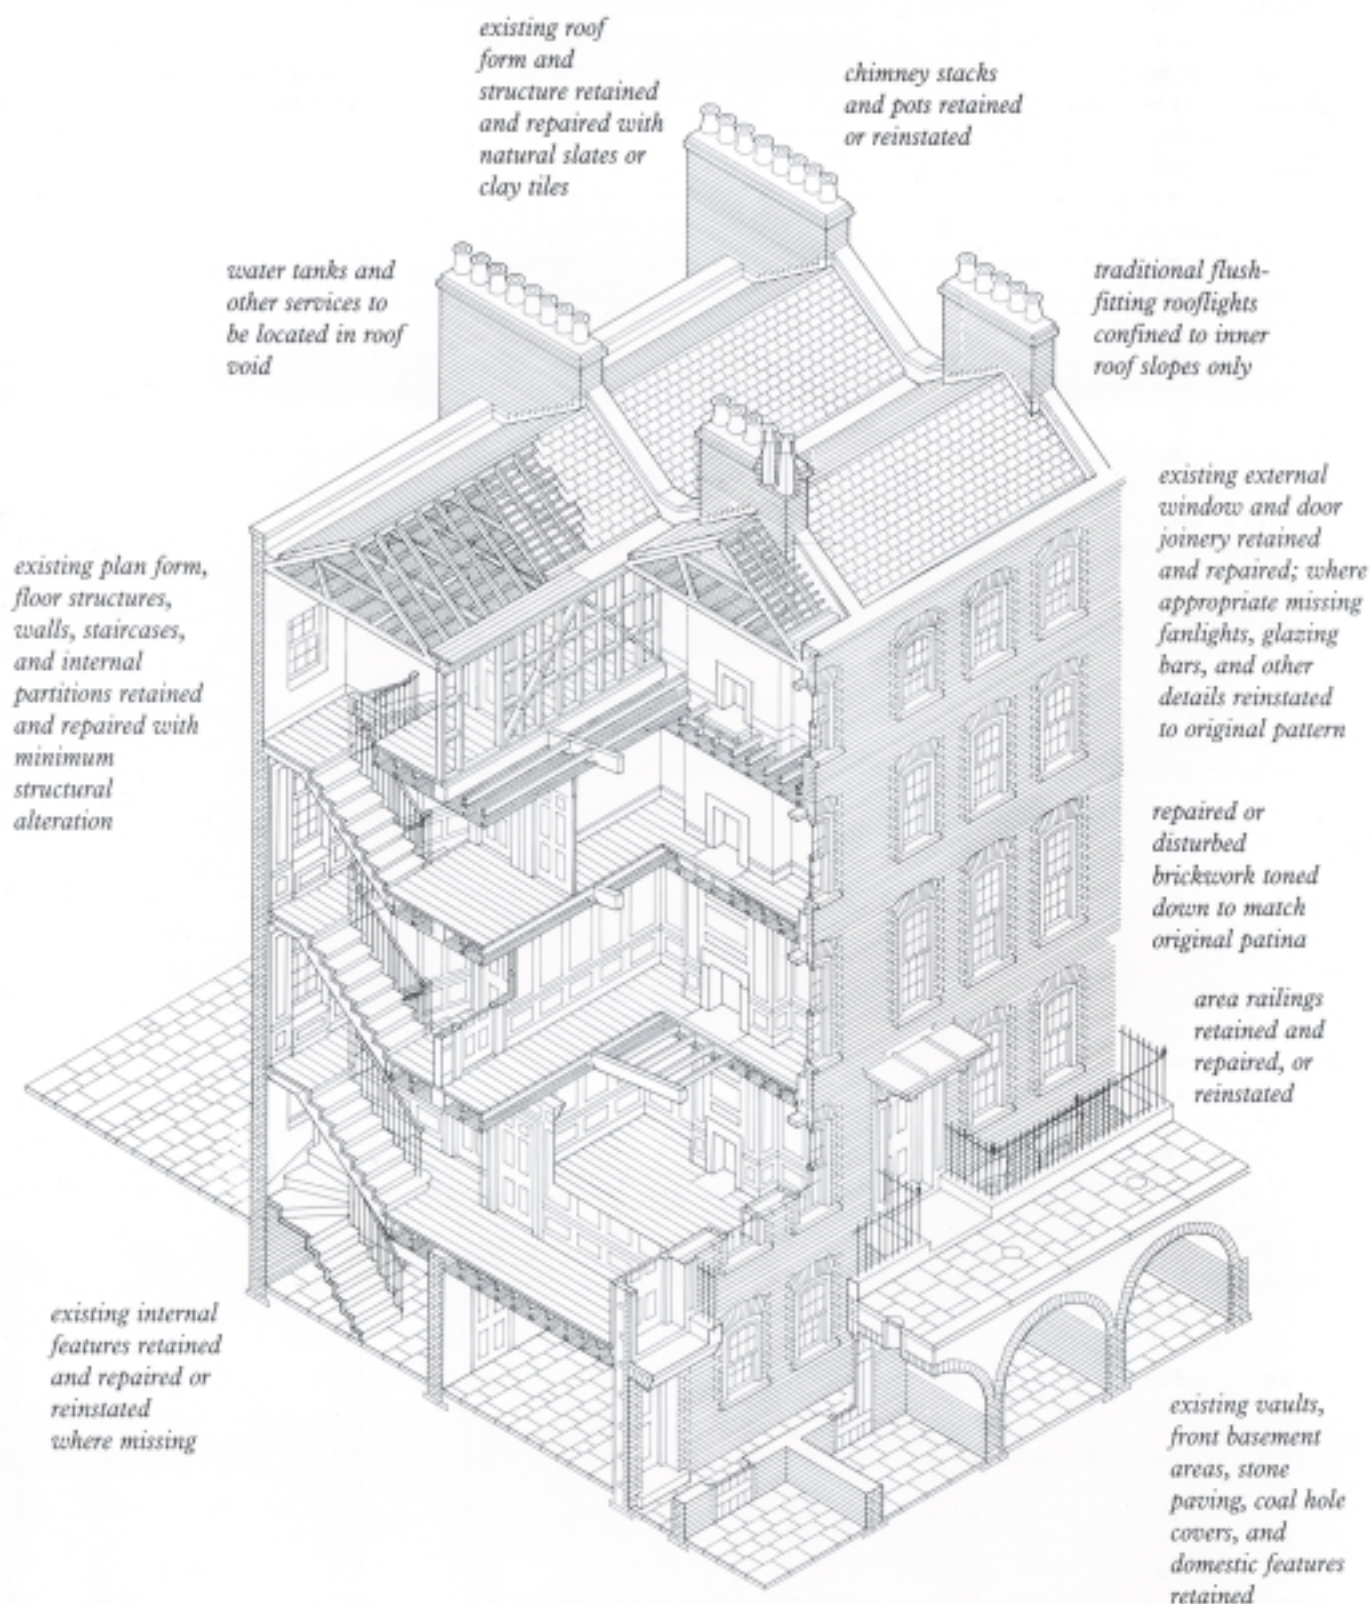 existing roof
form and
structure retained
and repaired with
natural slates or
clay tiles
chimney stacks
and pots retained
or reinstated
water tanks and
other services to
be located in roof
void
traditional flush-
fitting rooflights
confined to inner
roof slopes only
existing external
window and door
joinery retained
and repaired; where
appropriate missing
fanlights, glazing
bars, and other
details reinstated
to original pattern
existing plan form,
floor structures,
walls, staircases,
and internal
partitions retained
and repaired with
minimum
structural
alteration
repaired or
disturbed
brickwork toned
down to match
original patina
area railings
retained and
repaired, or
reinstated
existing internal
features retained
and repaired or
reinstated
where missing
existing vaults,
front basement
areas, stone
paving, coal hole
covers, and
domestic features
retained